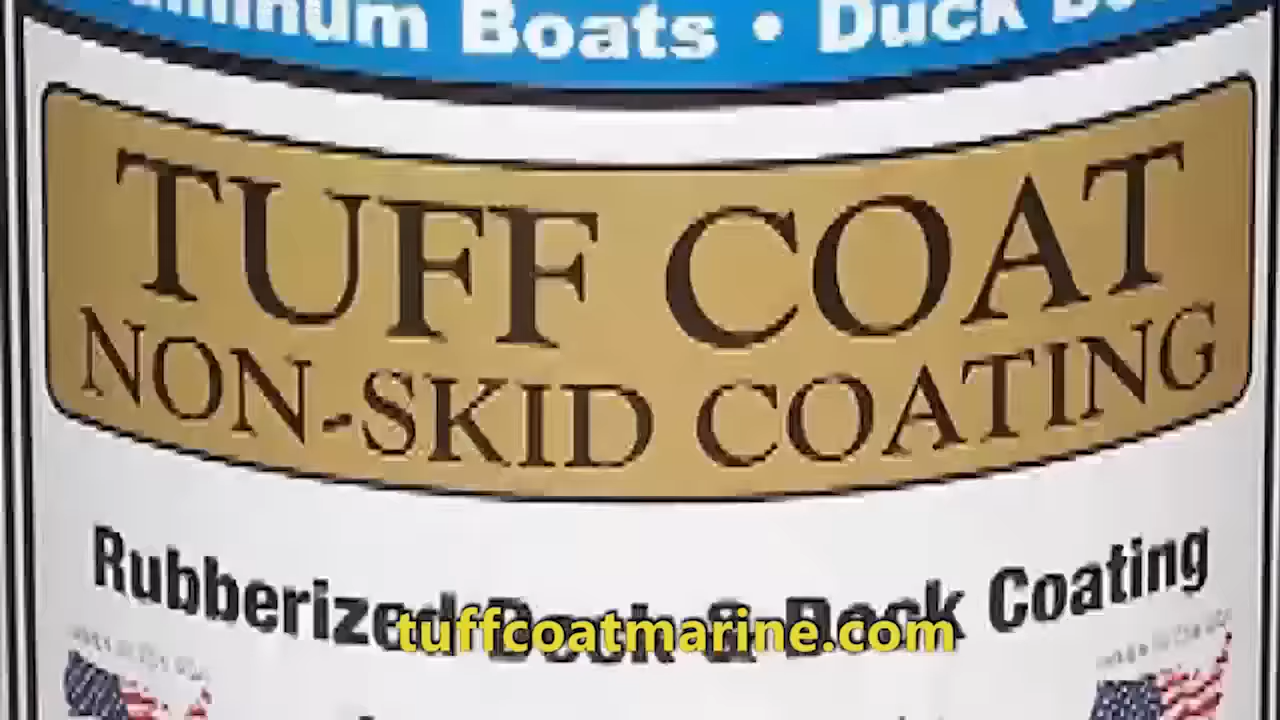 Boats • Duck
TUFF COAT
NON-SKID COATING
Rubberized & Coating
tuffcoatmarine.com